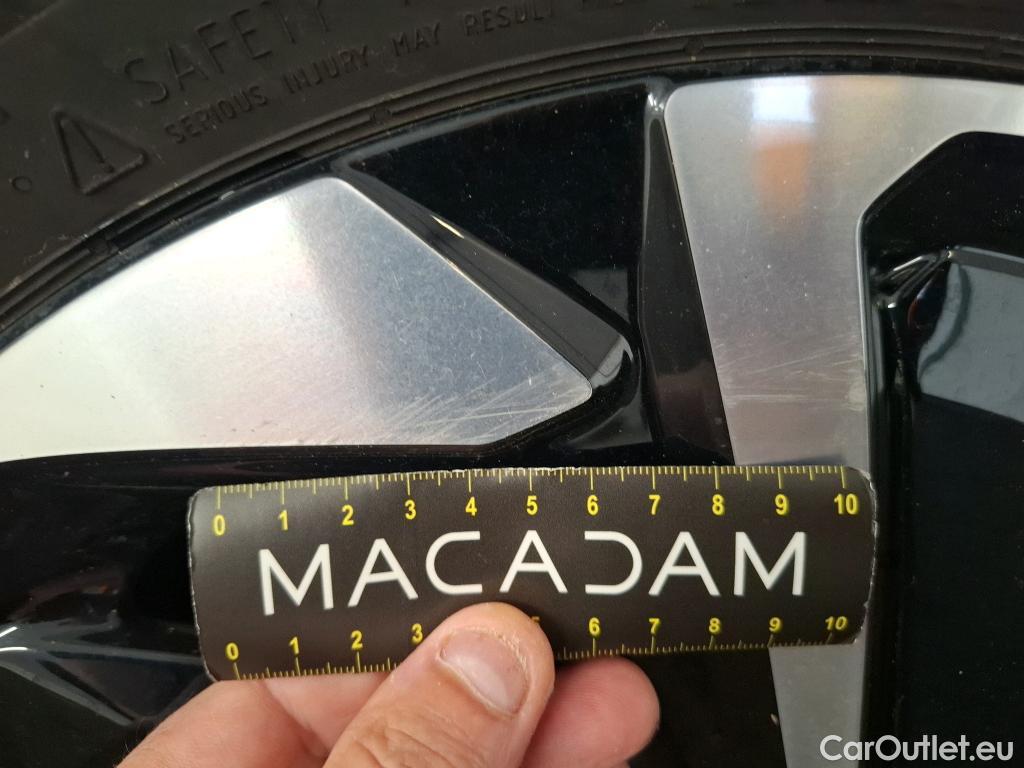 SAFETY
SERIOUS INJURY MAY RESULT
0 1 2 3 4 5 6 7 8 9 10
MACADAM
0 1 2 3 5 6 7 8 9 10
CarOutlet.eu